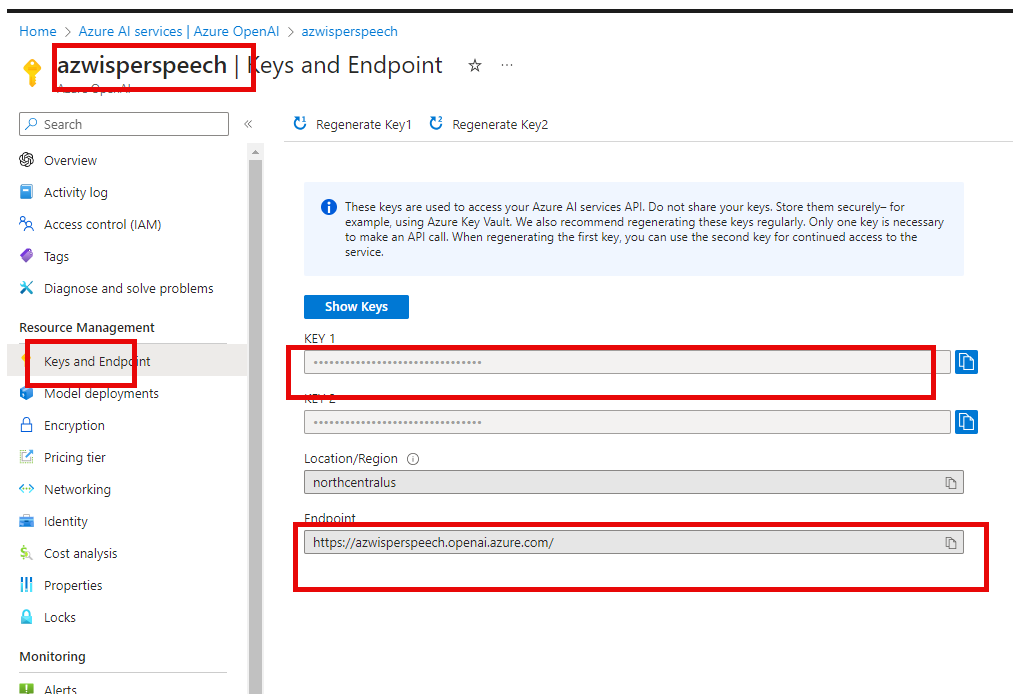 Home > Azure AI services | Azure OpenAI > azwisperspeech
azwisperspeech | Keys and Endpoint ☆ ...
Azure OpenAI
Search «
Regenerate Key1 Regenerate Key2
Overview
Activity log
Access control (IAM)
Tags
Diagnose and solve problems
Resource Management
Keys and Endpoint
Model deployments
Encryption
Pricing tier
Networking
Identity
Cost analysis
Properties
Locks
Monitoring
Alerts
These keys are used to access your Azure AI services API. Do not share your keys. Store them securely– for
example, using Azure Key Vault. We also recommend regenerating these keys regularly. Only one key is necessary
to make an API call. When regenerating the first key, you can use the second key for continued access to the
service.
Show Keys
KEY 1
••••••••••••••••••••••••••••••••
KEY 2
••••••••••••••••••••••••••••••••
Location/Region
northcentralus
Endpoint
https://azwisperspeech.openai.azure.com/